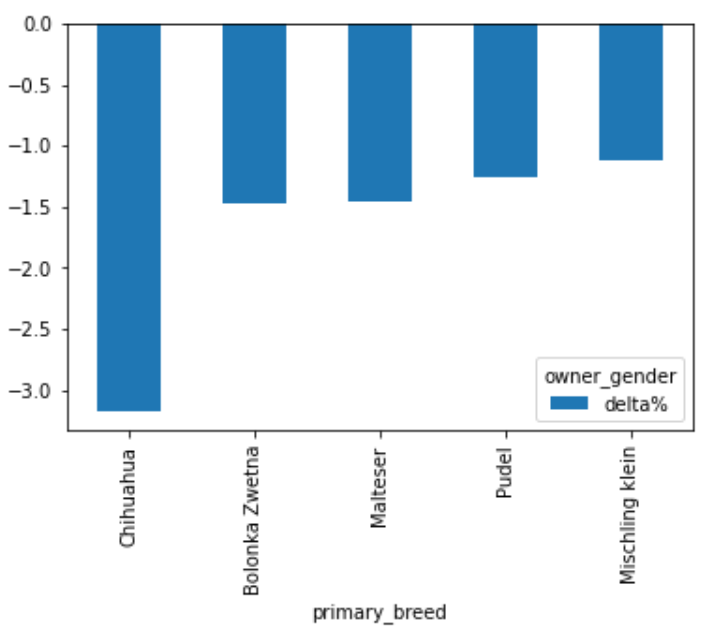 0.0
−0.5
−1.0
−1.5
−2.0
−2.5
−3.0
owner_gender
delta%
Chihuahua
Bolonka Zwetna
Malteser
Pudel
Mischling klein
primary_breed